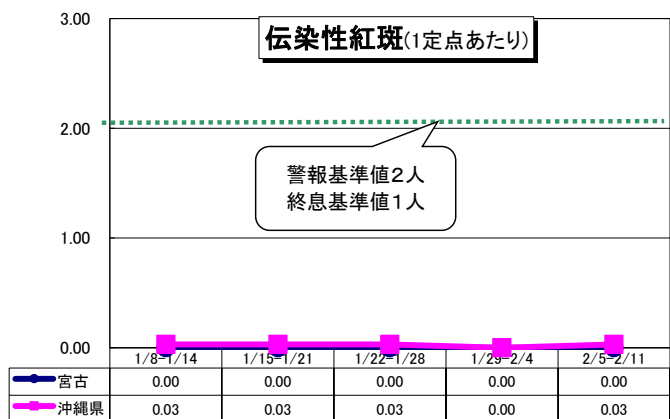 伝染性紅斑(1定点あたり)
3.00
2.00
1.00
0.00
警報基準値2人
終息基準値1人
1/8-1/14 1/15-1/21 1/22-1/28 1/29-2/4 2/5-2/11
宮古 0.00 0.00 0.00 0.00 0.00
沖縄県 0.03 0.03 0.03 0.00 0.03